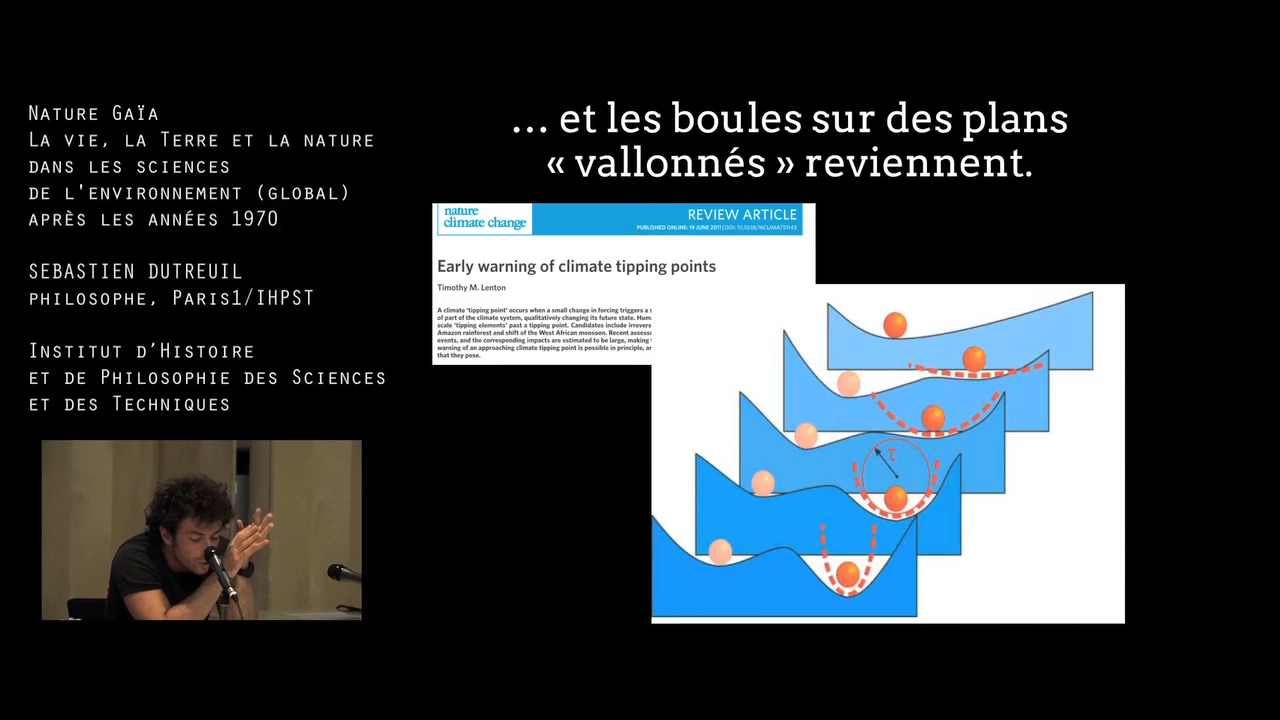 NATURE GAÏA
LA VIE, LA TERRE ET LA NATURE
DANS LES SCIENCES
DE L'ENVIRONNEMENT (GLOBAL)
APRÈS LES ANNÉES 1970
SEBASTIEN DUTREUIL
PHILOSOPHE, PARIS1/IHPST
INSTITUT D’HISTOIRE
ET DE PHILOSOPHIE DES SCIENCES
ET DES TECHNIQUES
... et les boules sur des plans
« vallonnés » reviennent.
nature
climate change
REVIEW ARTICLE
PUBLISHED ONLINE: 19 JUNE 2011 | DOI: 10.1038/NCLIMATE1143
Early warning of climate tipping points
Timothy M. Lenton
A climate ‘tipping point’ occurs when a small change in forcing triggers a s
of part of the climate system, qualitatively changing its future state. Hum
scale ‘tipping elements’ past a tipping point. Candidates include irrevers
Amazon rainforest and shift of the West African monsoon. Recent assess
events, and the corresponding impacts are estimated to be large, making
warning of an approaching climate tipping point is possible in principle, ar
that they pose.
τ